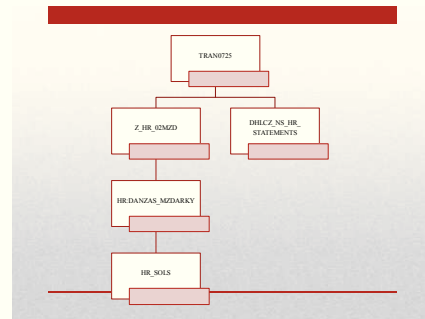 TRAN0725
Z_HR_02MZD
DHLCZ_NS_HR_
STATEMENTS
HR:DANZAS_MZDARKY
HR_SOLS